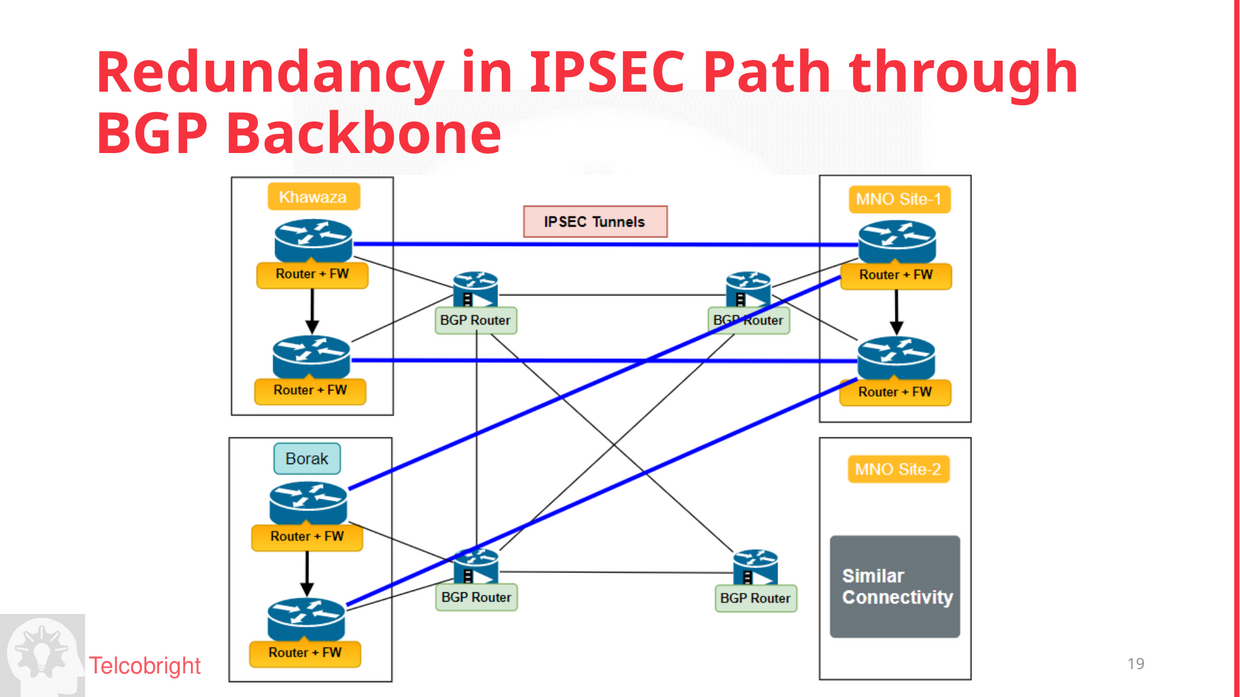 Redundancy in IPSEC Path through
BGP Backbone
Khawaza
MNO Site-1
IPSEC Tunnels
Router + FW
Router + FW
BGP Router
BGP Router
Router + FW
Router + FW
Borak
MNO Site-2
Router + FW
Similar
Connectivity
BGP Router
BGP Router
Router + FW
Telcobright
19